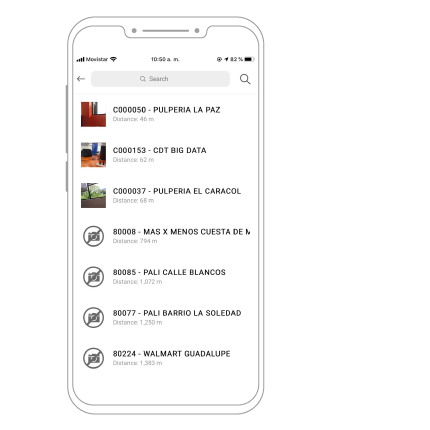 Movistar 10:50 a. m. 82 %
Search
C000050 - PULPERIA LA PAZ
Distance: 46 m
C000153 - CDT BIG DATA
Distance: 62 m
C000037 - PULPERIA EL CARACOL
Distance: 68 m
80008 - MAS X MENOS CUESTA DE M
Distance: 794 m
80085 - PALI CALLE BLANCOS
Distance: 1,072 m
80077 - PALI BARRIO LA SOLEDAD
Distance: 1,250 m
80224 - WALMART GUADALUPE
Distance: 1,383 m